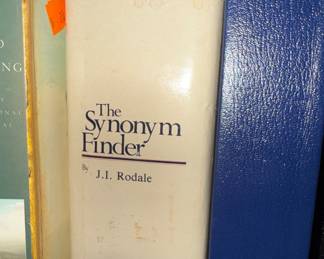 The
Synonym
Finder
By J.I. Rodale